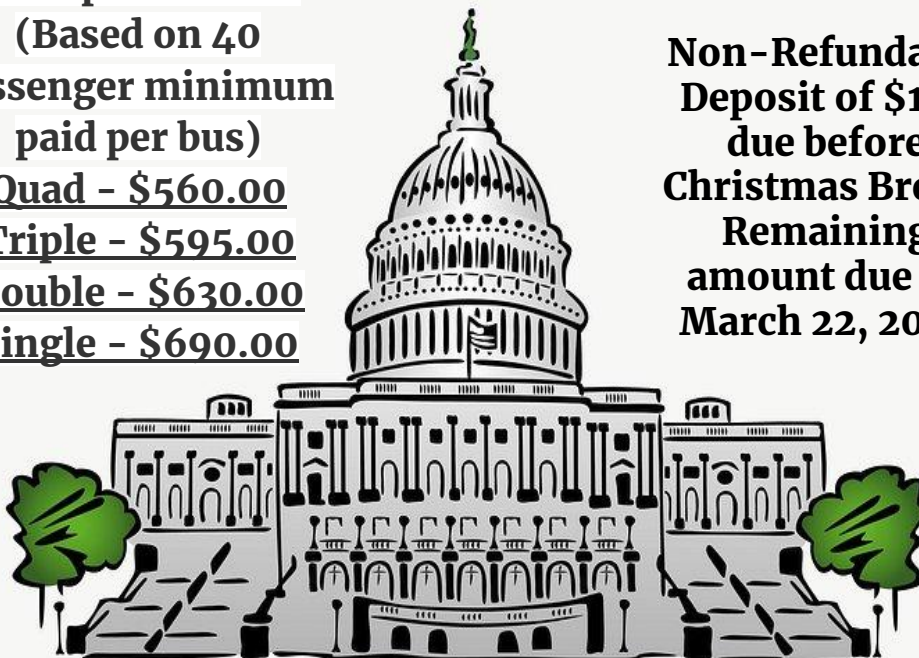 (Based on 40
ssenger minimum
paid per bus)
Quad - $560.00
Triple - $595.00
ouble - $630.00
ingle - $690.00
Non-Refunda
Deposit of $1
due before
Christmas Bre
Remaining
amount due
March 22, 20